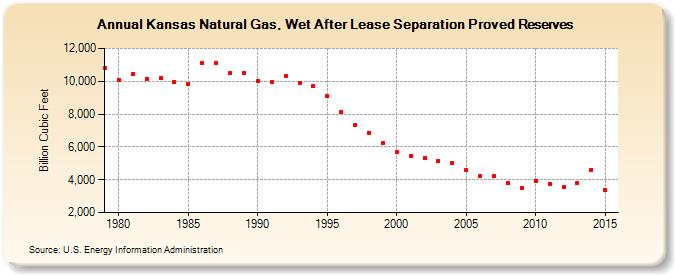 Annual Kansas Natural Gas, Wet After Lease Separation Proved Reserves
Billion Cubic Feet
12,000
10,000
8,000
6,000
4,000
2,000
1980 1985 1990 1995 2000 2005 2010 2015
Source: U.S. Energy Information Administration